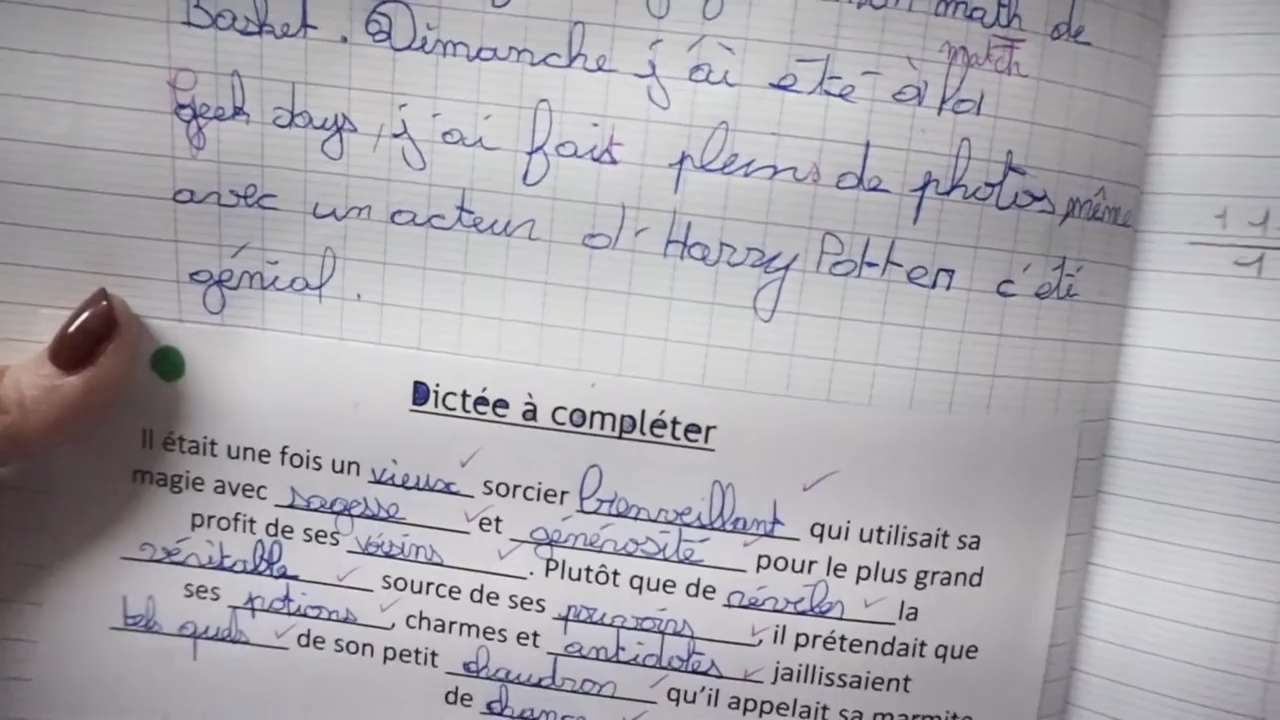 math de
Basket. Dimanche j'ai été à la
match
Geek days, j'ai fait pleins de photos même
avec un acteur d'Harry Potter c'éti
génial.
Dictée à compléter
Il était une fois un vieux sorcier bienveillant qui utilisait sa
magie avec sagesse et générosité pour le plus grand
profit de ses voisins. Plutôt que de révéler la
véritable source de ses pouvoirs, il prétendait que
ses potions, charmes et antidotes jaillissaient
tels quels de son petit chaudron qu'il appelait sa marmite
de chance